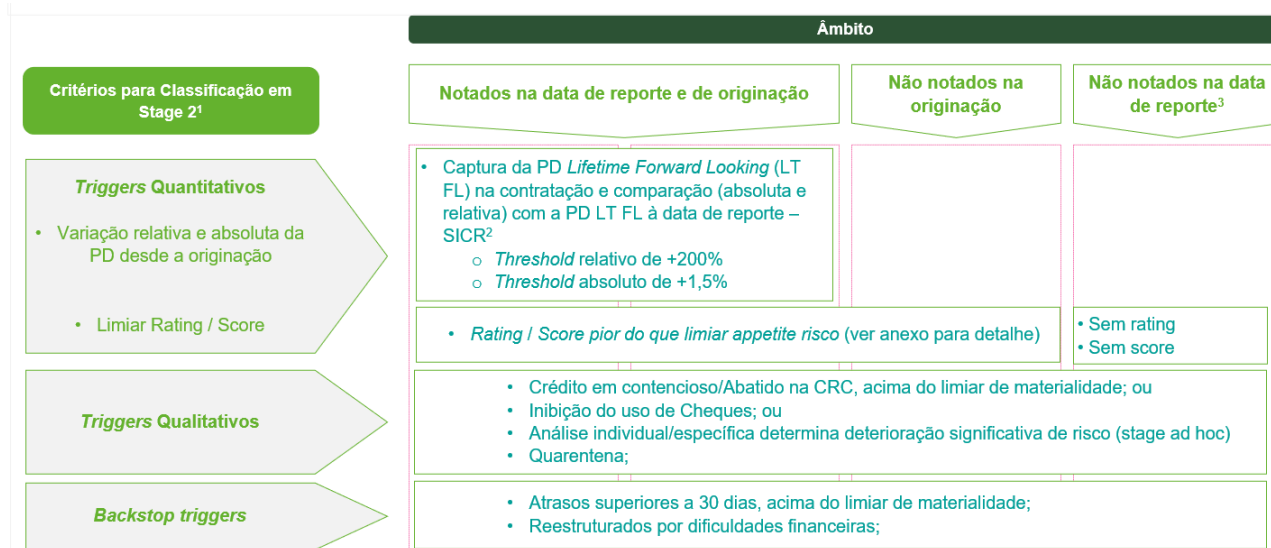 Âmbito
Critérios para Classificação em
Stage 2¹
Notados na data de reporte e de originação
Não notados na
originação
Não notados na data
de reporte³
Triggers Quantitativos
• Variação relativa e absoluta da
PD desde a originação
• Limiar Rating / Score
• Captura da PD Lifetime Forward Looking (LT
FL) na contratação e comparação (absoluta e
relativa) com a PD LT FL à data de reporte –
SICR²
o Threshold relativo de +200%
o Threshold absoluto de +1,5%
• Rating / Score pior do que limiar appetite risco (ver anexo para detalhe)
• Sem rating
• Sem score
Triggers Qualitativos
• Crédito em contencioso/Abatido na CRC, acima do limiar de materialidade; ou
• Inibição do uso de Cheques; ou
• Análise individual/específica determina deterioração significativa de risco (stage ad hoc)
• Quarentena;
Backstop triggers
• Atrasos superiores a 30 dias, acima do limiar de materialidade;
• Reestruturados por dificuldades financeiras;